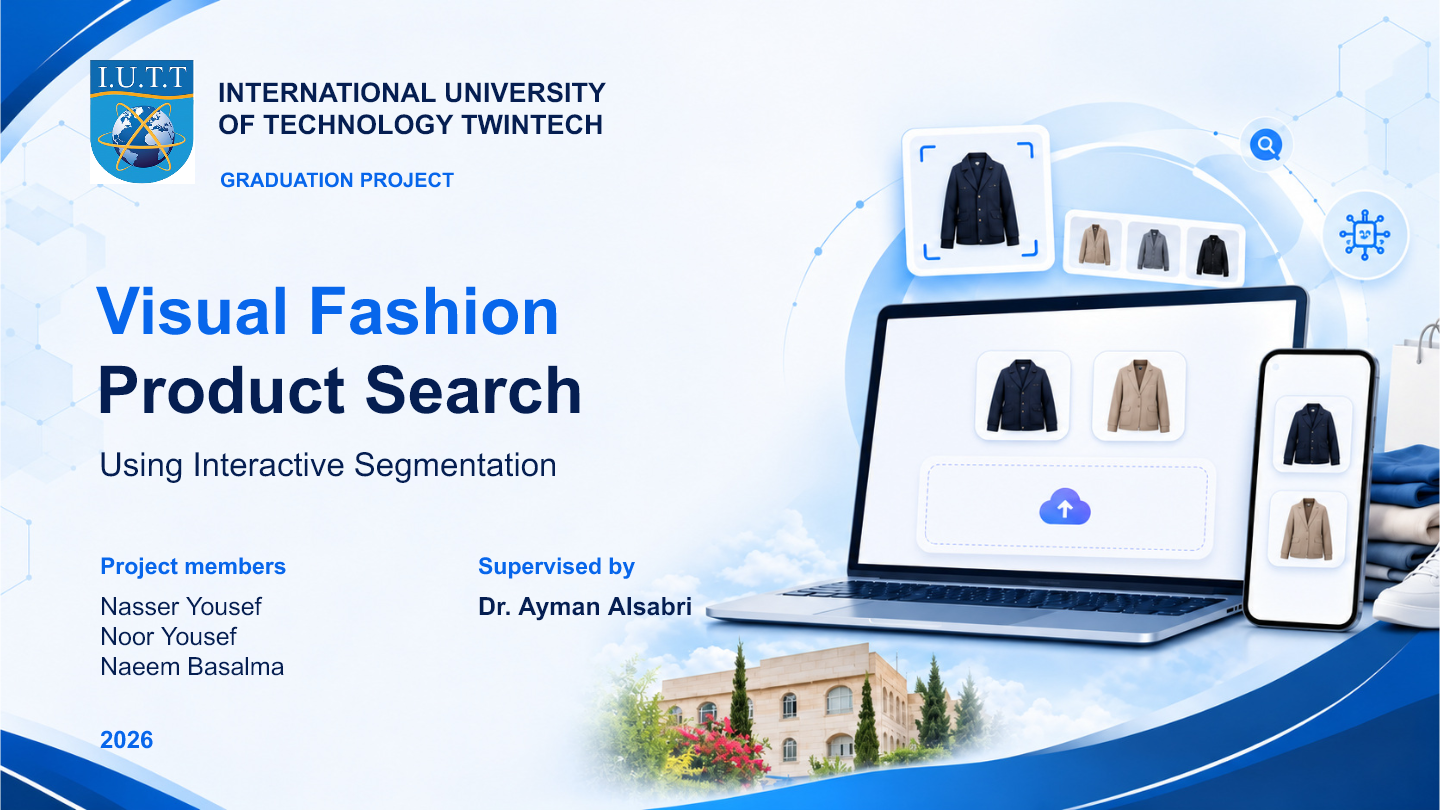 I.U.T.T
INTERNATIONAL UNIVERSITY
OF TECHNOLOGY TWINTECH
GRADUATION PROJECT
Visual Fashion
Product Search
Using Interactive Segmentation
Project members
Nasser Yousef
Noor Yousef
Naeem Basalma
Supervised by
Dr. Ayman Alsabri
2026